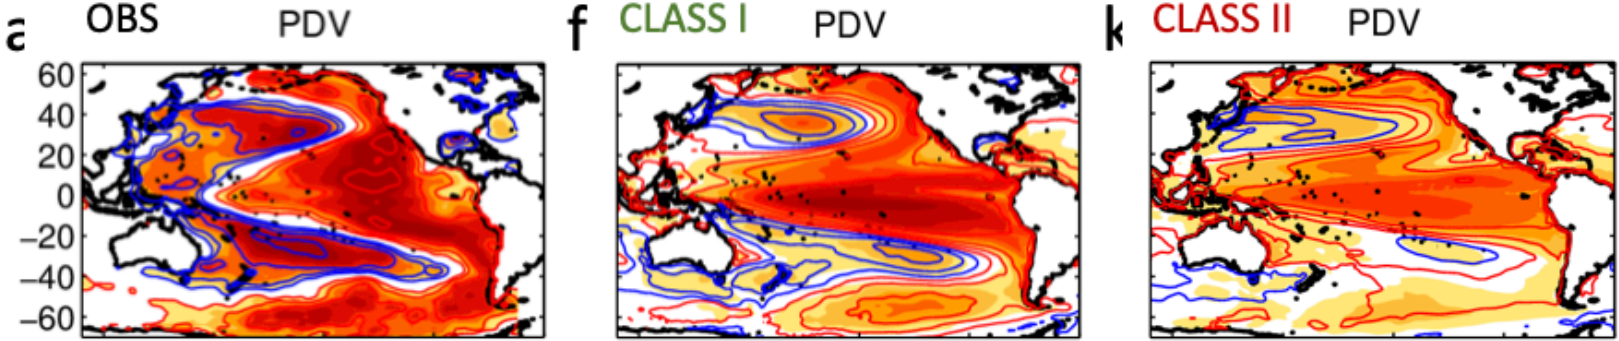 a OBS PDV
f CLASS I PDV
k CLASS II PDV
60
40
20
0
−20
−40
−60